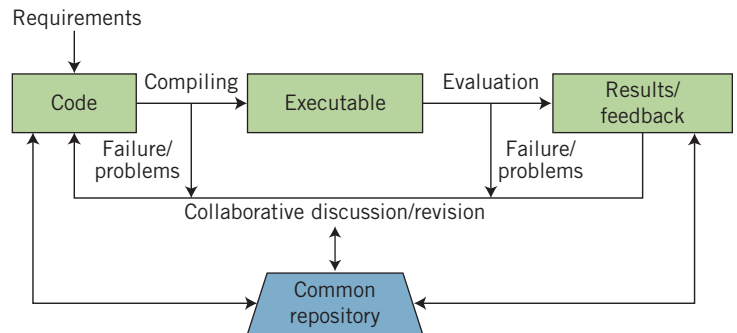 Requirements
Code
Compiling
Executable
Evaluation
Results/
feedback
Failure/
problems
Failure/
problems
Collaborative discussion/revision
Common
repository